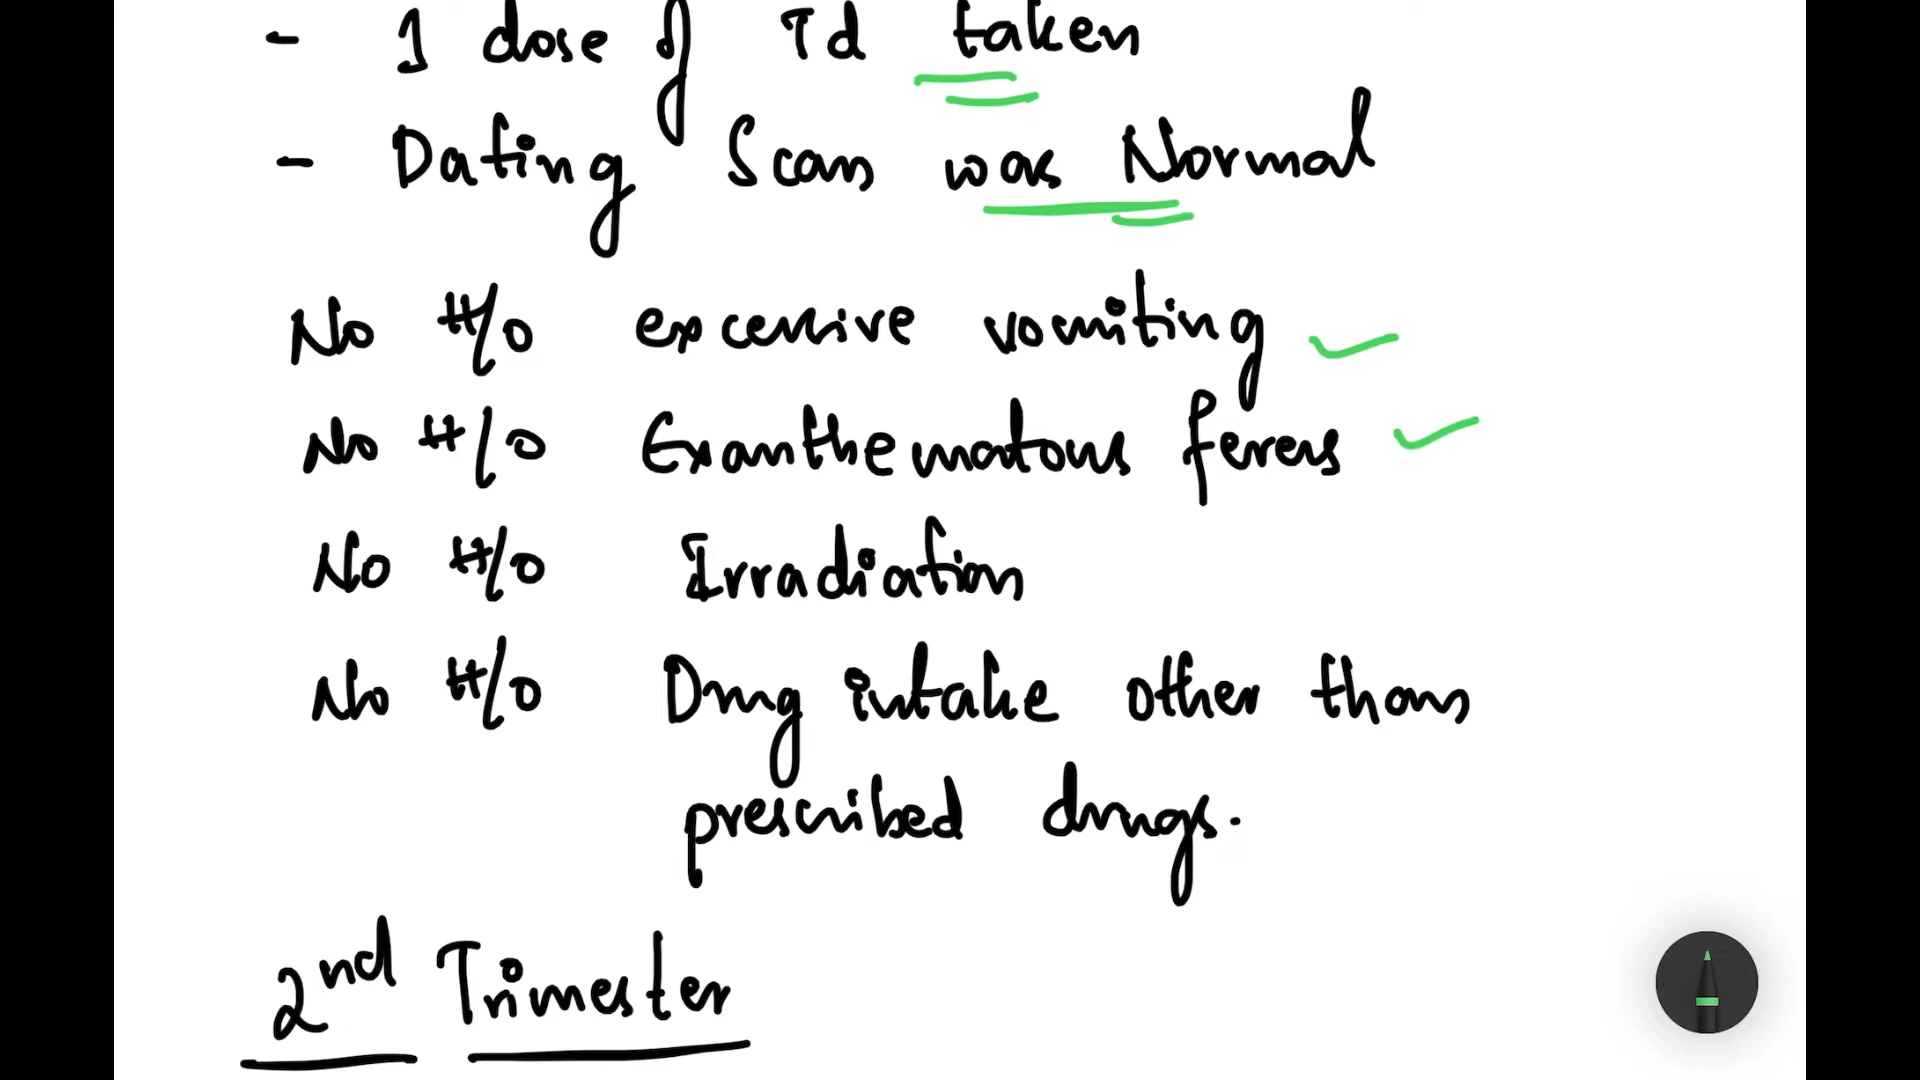 - 1 dose of Td taken
- Dating Scan was Normal
No H/O excessive vomiting
No H/O Exanthematous fevers
No H/O Irradiation
No H/O Drug intake other than
prescribed drugs.
2nd Trimester